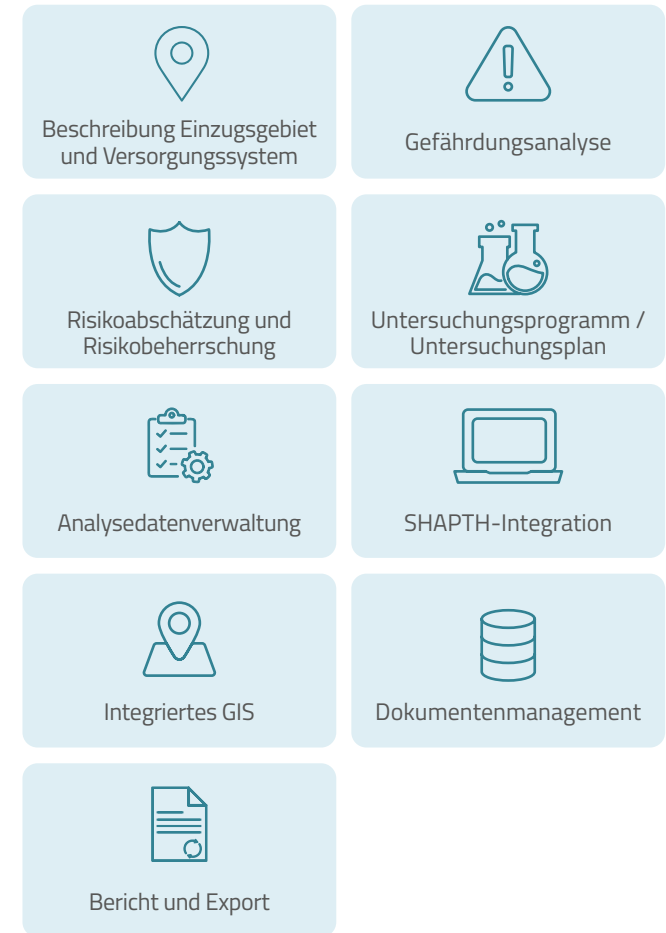 Beschreibung Einzugsgebiet
und Versorgungssystem
Gefährdungsanalyse
Risikoabschätzung und
Risikobeherrschung
Untersuchungsprogramm /
Untersuchungsplan
Analysedatenverwaltung
SHAPTH-Integration
Integriertes GIS
Dokumentenmanagement
Bericht und Export